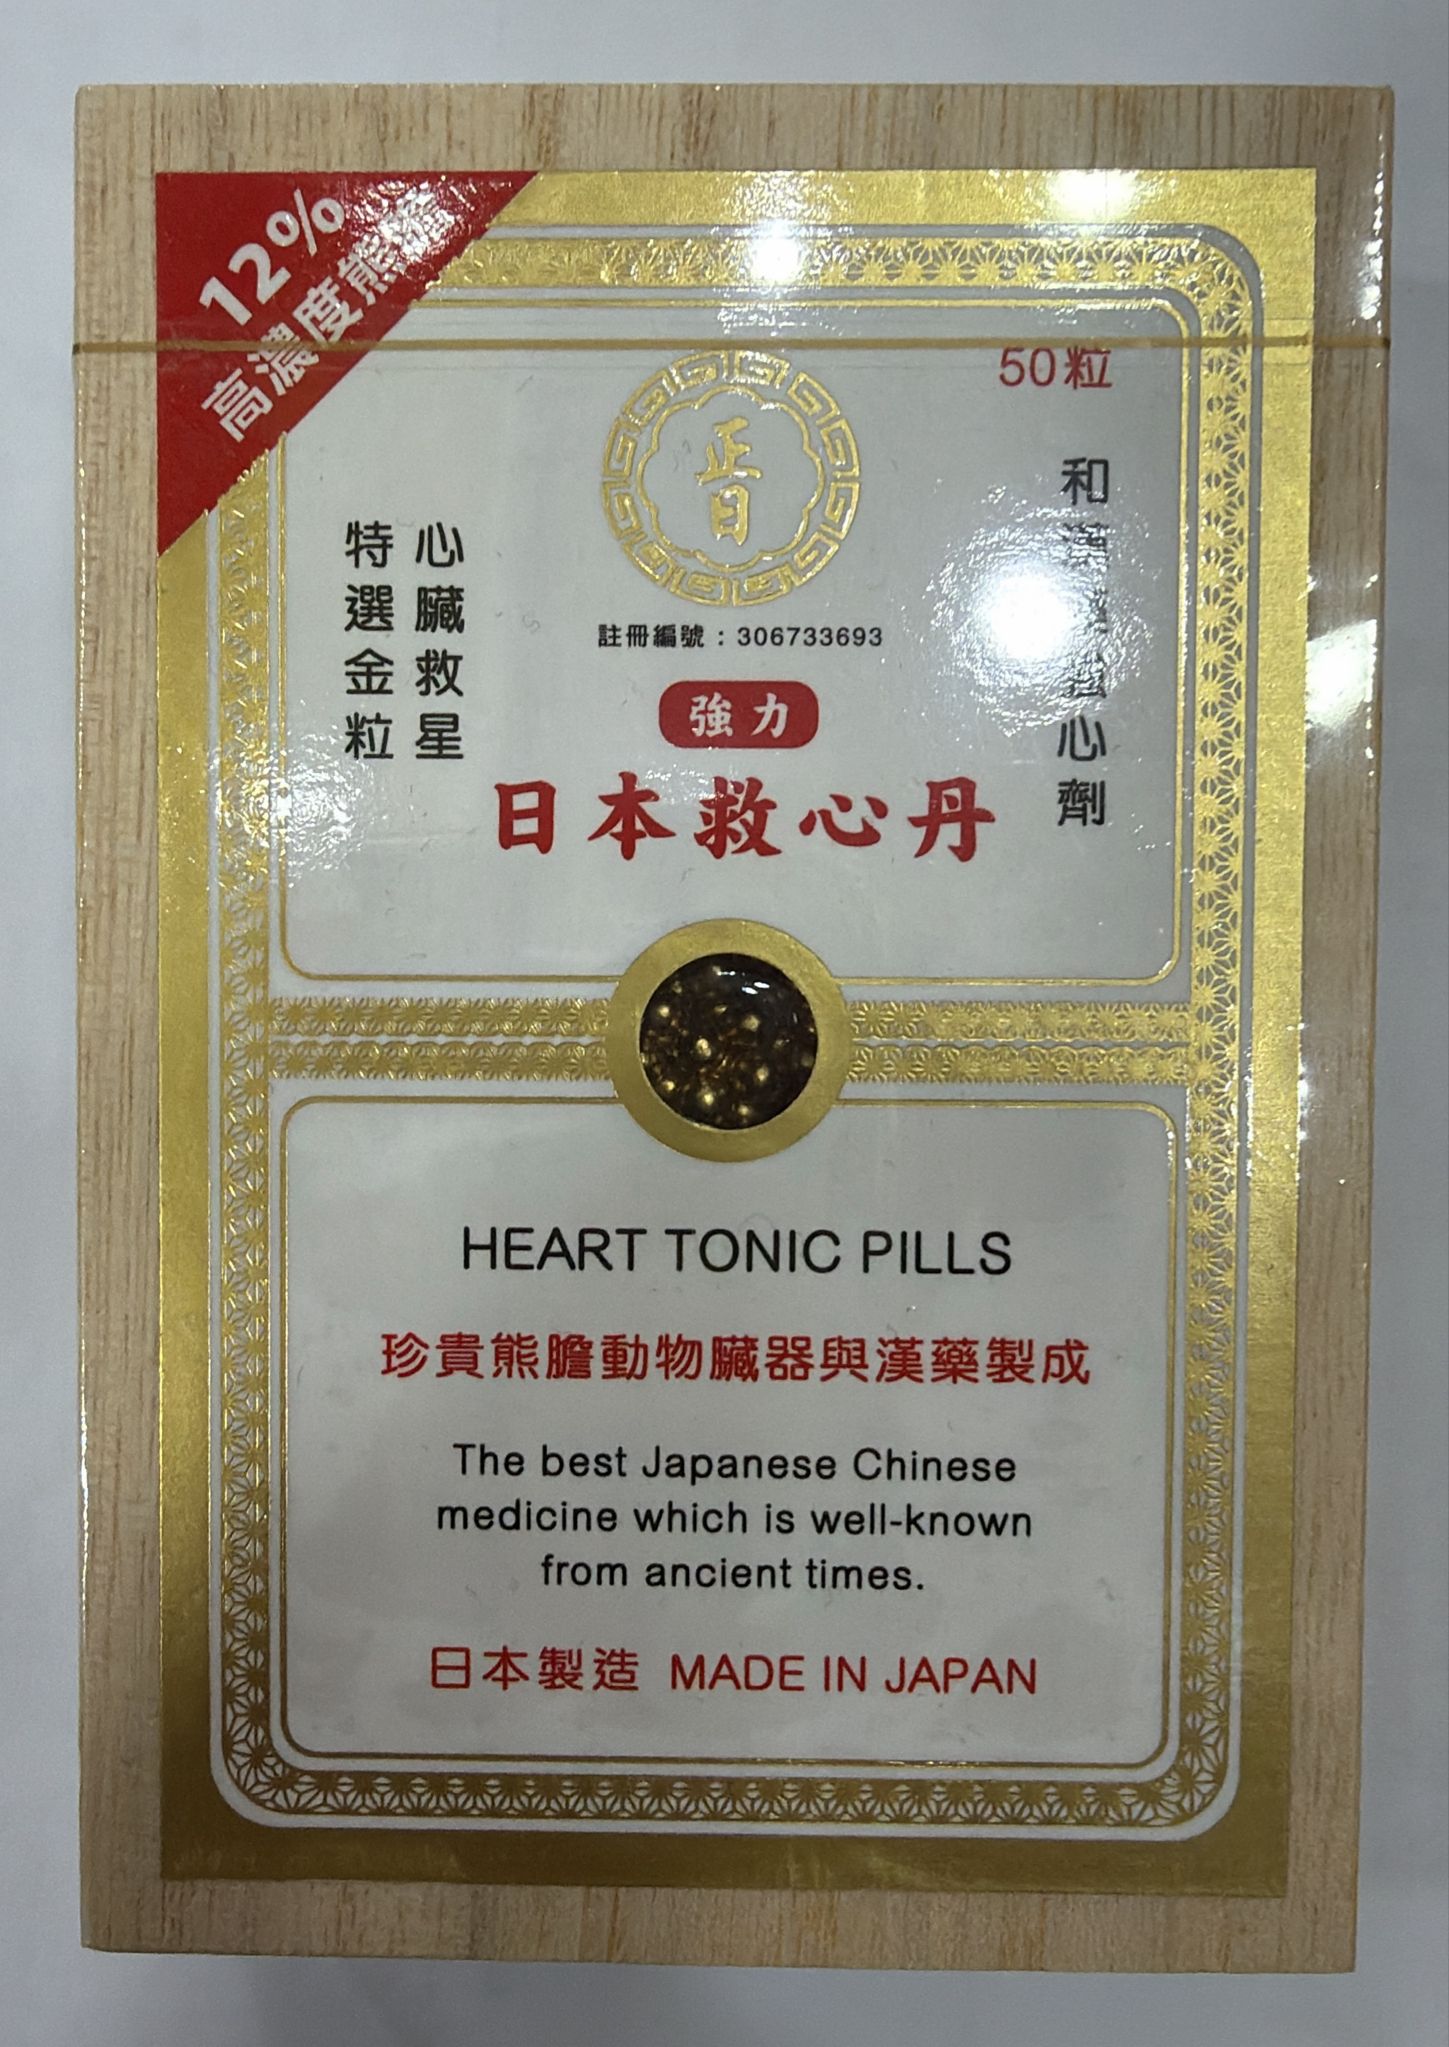 12%
高濃度熊膽
50粒
和漢
心劑
心臟救星
特選金粒
註冊編號：306733693
強力
日本救心丹
HEART TONIC PILLS
珍貴熊膽動物臟器與漢藥製成
The best Japanese Chinese
medicine which is well-known
from ancient times.
日本製造 MADE IN JAPAN